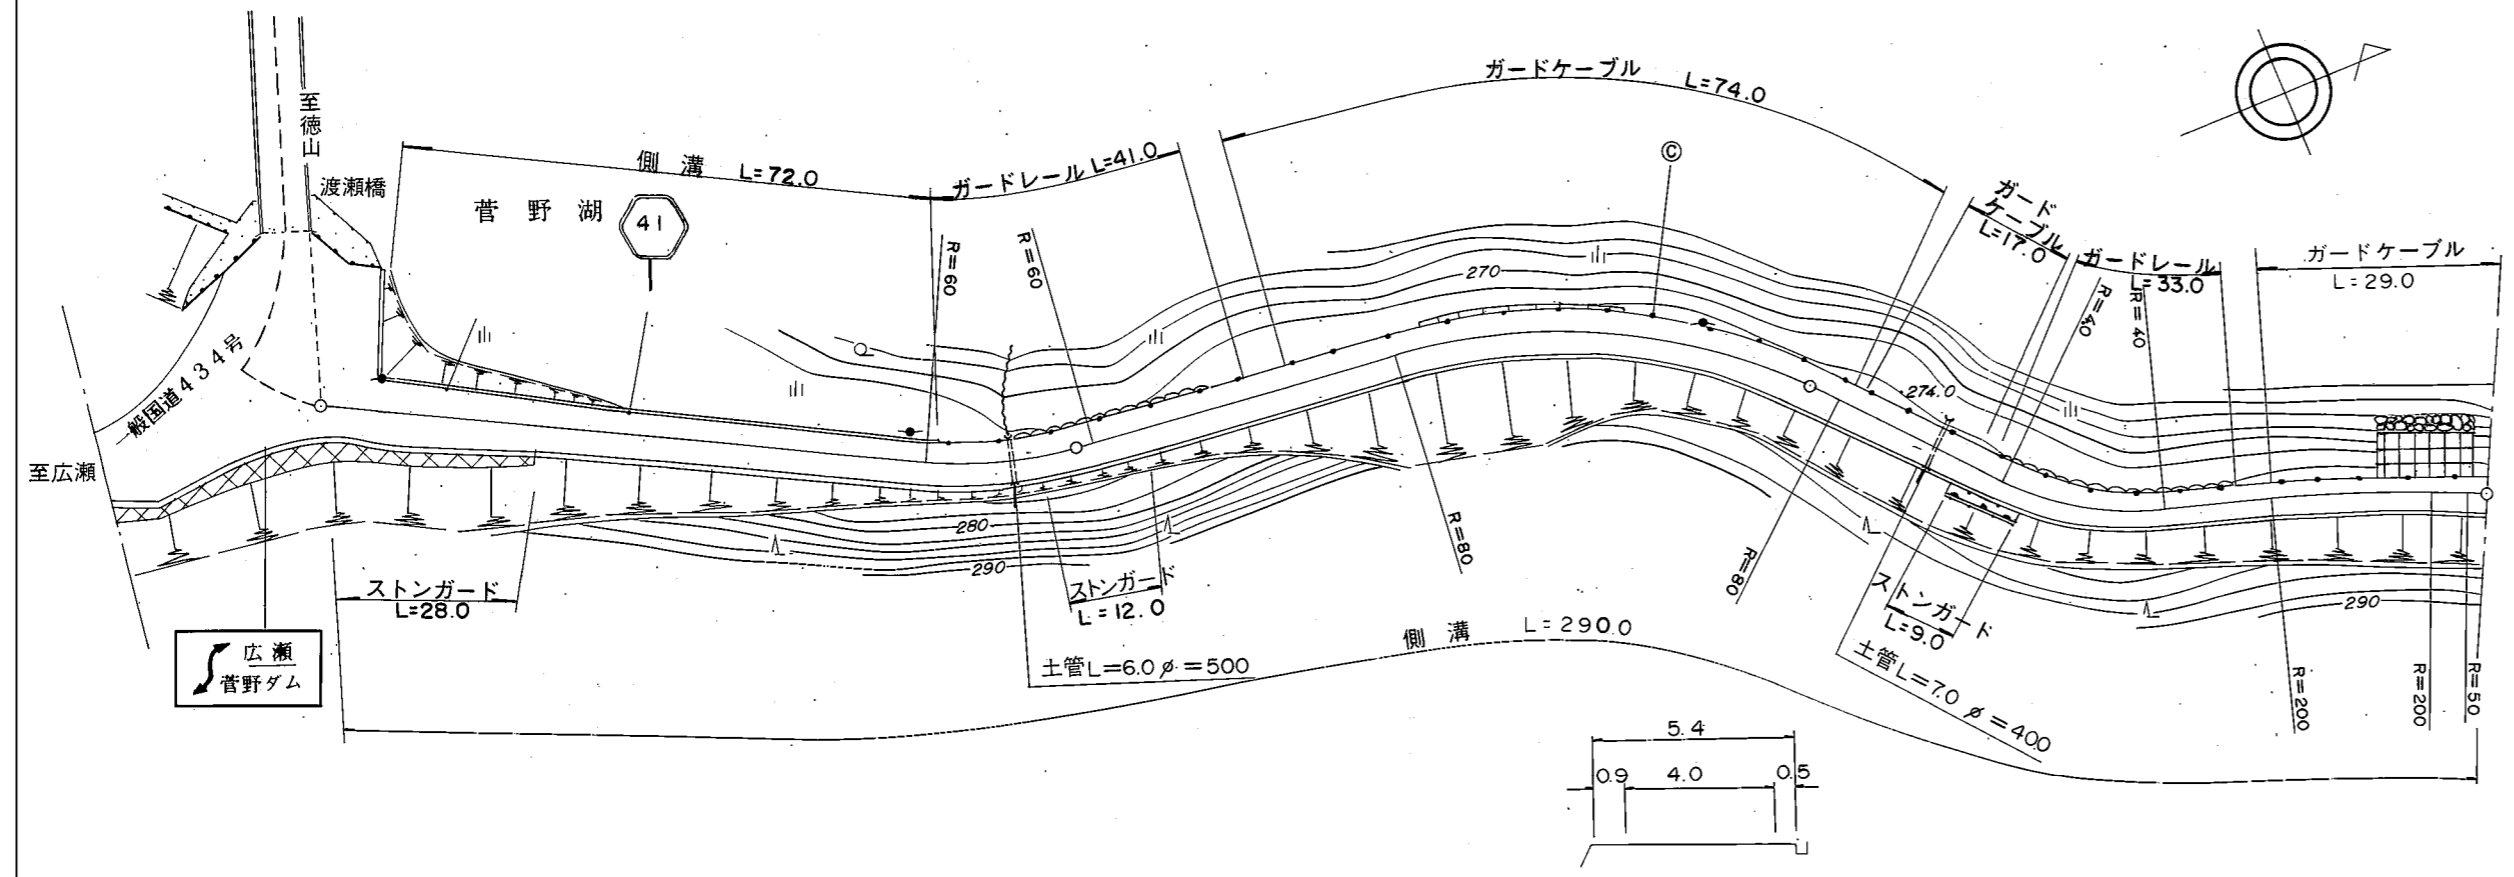 至徳山
渡瀬橋
一般国道434号
至広瀬
側溝 L=72.0
菅野湖
41
ガードレール L=41.0
ガードケーブル L=74.0
Ⓒ
ガード
ケーブル
L=17.0
ガードレール
L=33.0
ガードケーブル
L=29.0
R=60
R=60
R=40
R=40
270
274.0
280
290
290
R=80
R=80
R=200
R=200
R=50
ストンガード
L=28.0
ストンガード
L=12.0
ストンガード
L=9.0
広瀬
菅野ダム
土管L=6.0 ø=500
側溝 L=290.0
土管L=7.0 ø=400
5.4
0.9 4.0 0.5